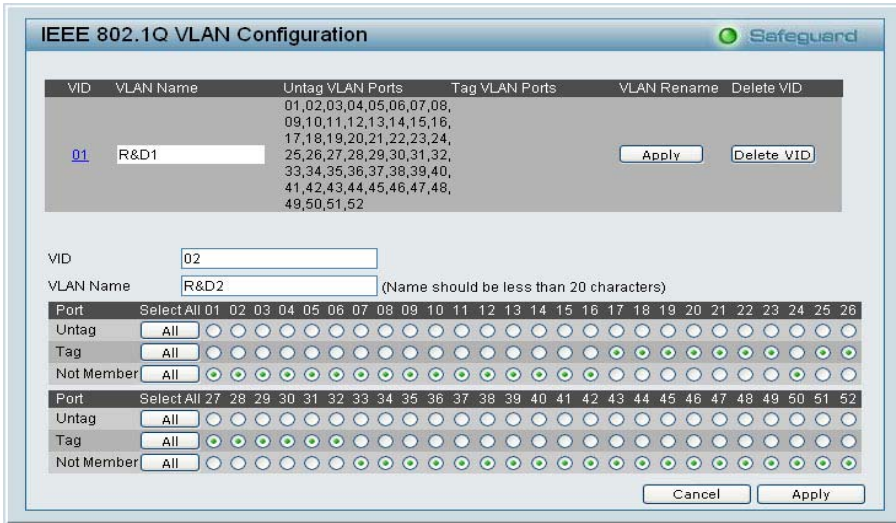 IEEE 802.1Q VLAN Configuration
Safeguard
VID VLAN Name Untag VLAN Ports Tag VLAN Ports VLAN Rename Delete VID
01,02,03,04,05,06,07,08,
09,10,11,12,13,14,15,16,
17,18,19,20,21,22,23,24,
01 R&D1 25,26,27,28,29,30,31,32, Apply Delete VID
33,34,35,36,37,38,39,40,
41,42,43,44,45,46,47,48,
49,50,51,52
VID 02
VLAN Name R&D2 (Name should be less than 20 characters)
Port Select All 01 02 03 04 05 06 07 08 09 10 11 12 13 14 15 16 17 18 19 20 21 22 23 24 25 26
Untag All
Tag All
Not Member All
Port Select All 27 28 29 30 31 32 33 34 35 36 37 38 39 40 41 42 43 44 45 46 47 48 49 50 51 52
Untag All
Tag All
Not Member All
Cancel Apply